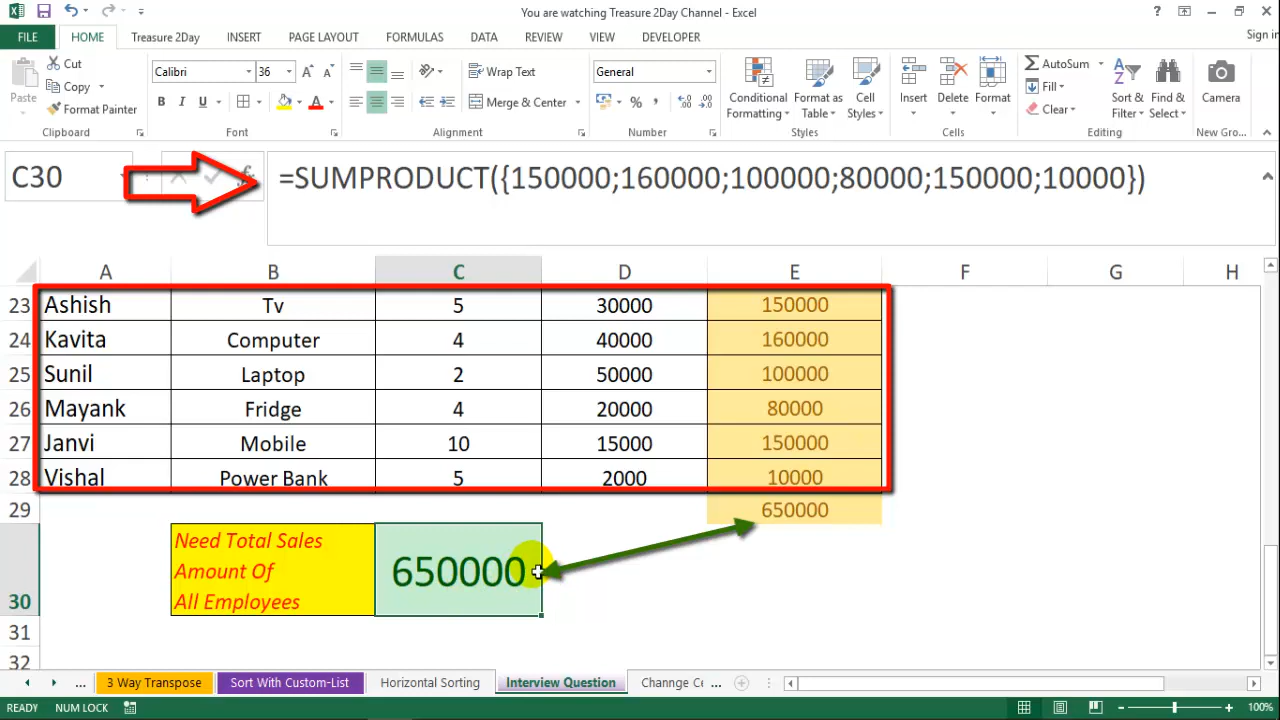 You are watching Treasure 2Day Channel - Excel
Sign in
FILE HOME Treasure 2Day INSERT PAGE LAYOUT FORMULAS DATA REVIEW VIEW DEVELOPER
Paste
Cut
Copy
Format Painter
Clipboard
Calibri 36
Font
Wrap Text
Merge & Center
Alignment
General
Number
Conditional Formatting
Format as Table
Cell Styles
Styles
Insert
Delete
Format
Cells
AutoSum
Fill
Clear
Sort & Filter
Find & Select
Editing
Camera
New Gro...
C30 =SUMPRODUCT({150000;160000;100000;80000;150000;10000})
A B C D E F G H
23 Ashish Tv 5 30000 150000
24 Kavita Computer 4 40000 160000
25 Sunil Laptop 2 50000 100000
26 Mayank Fridge 4 20000 80000
27 Janvi Mobile 10 15000 150000
28 Vishal Power Bank 5 2000 10000
29 650000
Need Total Sales
Amount Of 650000
30 All Employees
31
32
... 3 Way Transpose Sort With Custom-List Horizontal Sorting Interview Question Channge Ce ...
READY NUM LOCK 100%